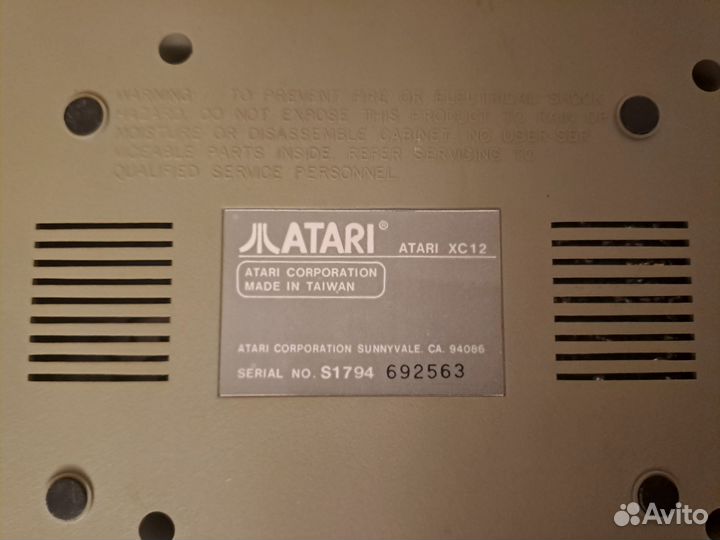 WARNING: TO PREVENT FIRE OR ELECTRICAL SHOCK
HAZARD, DO NOT EXPOSE THIS PRODUCT TO RAIN OR
MOISTURE OR DISASSEMBLE CABINET. NO USER-SER-
VICEABLE PARTS INSIDE. REFER SERVICING TO
QUALIFIED SERVICE PERSONNEL.
ATARI® ATARI XC12
ATARI CORPORATION
MADE IN TAIWAN
ATARI CORPORATION SUNNYVALE, CA. 94086
SERIAL NO. S1794 692563
Avito